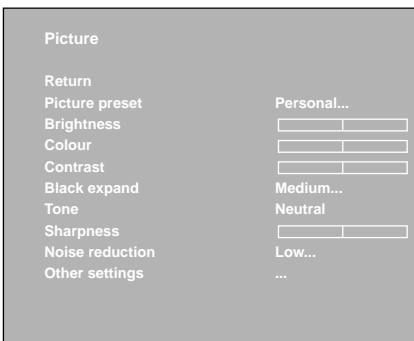 Picture
Return
Picture preset Personal...
Brightness
Colour
Contrast
Black expand Medium...
Tone Neutral
Sharpness
Noise reduction Low...
Other settings ...